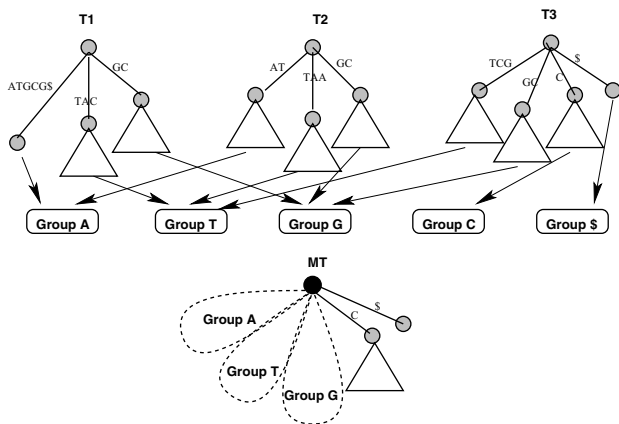 T1
T2
T3
ATGCG$
TAC
GC
AT
TAA
GC
TCG
GC
C
$
Group A
Group T
Group G
Group C
Group $
MT
Group A
Group T
Group G
C
$